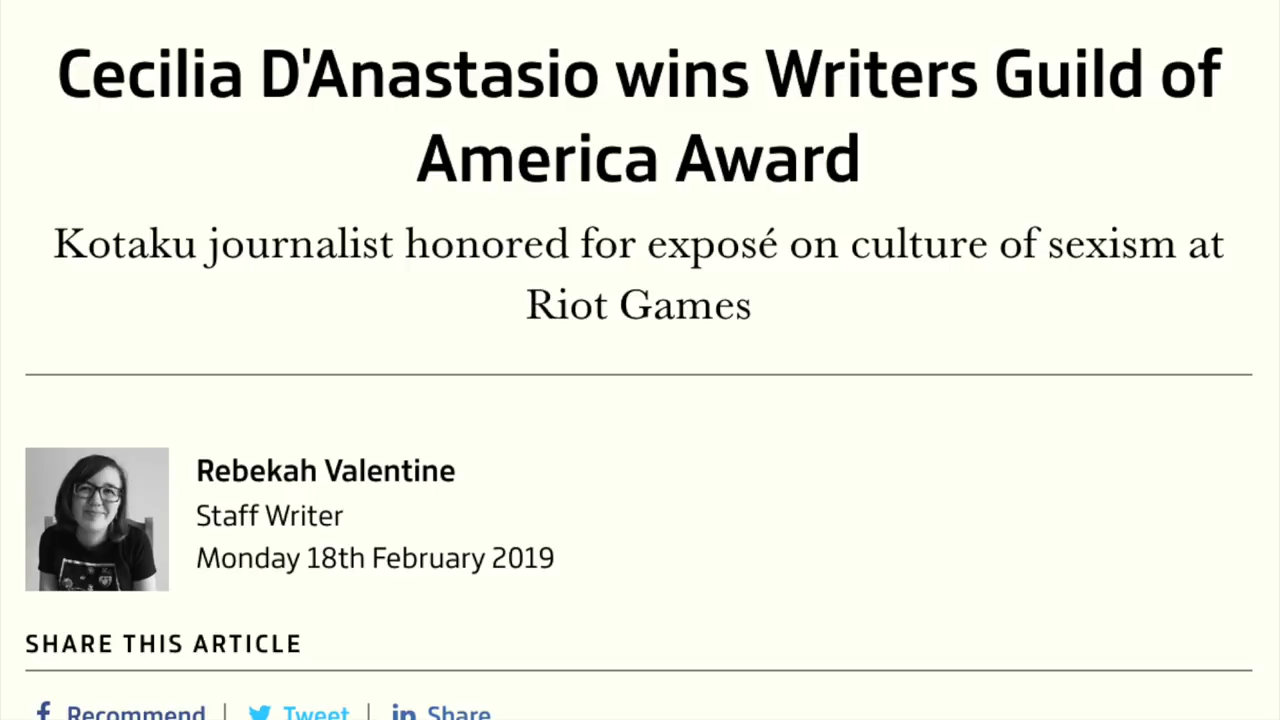 Cecilia D'Anastasio wins Writers Guild of
America Award
Kotaku journalist honored for exposé on culture of sexism at
Riot Games
Rebekah Valentine
Staff Writer
Monday 18th February 2019
SHARE THIS ARTICLE
Recommend | Tweet | Share